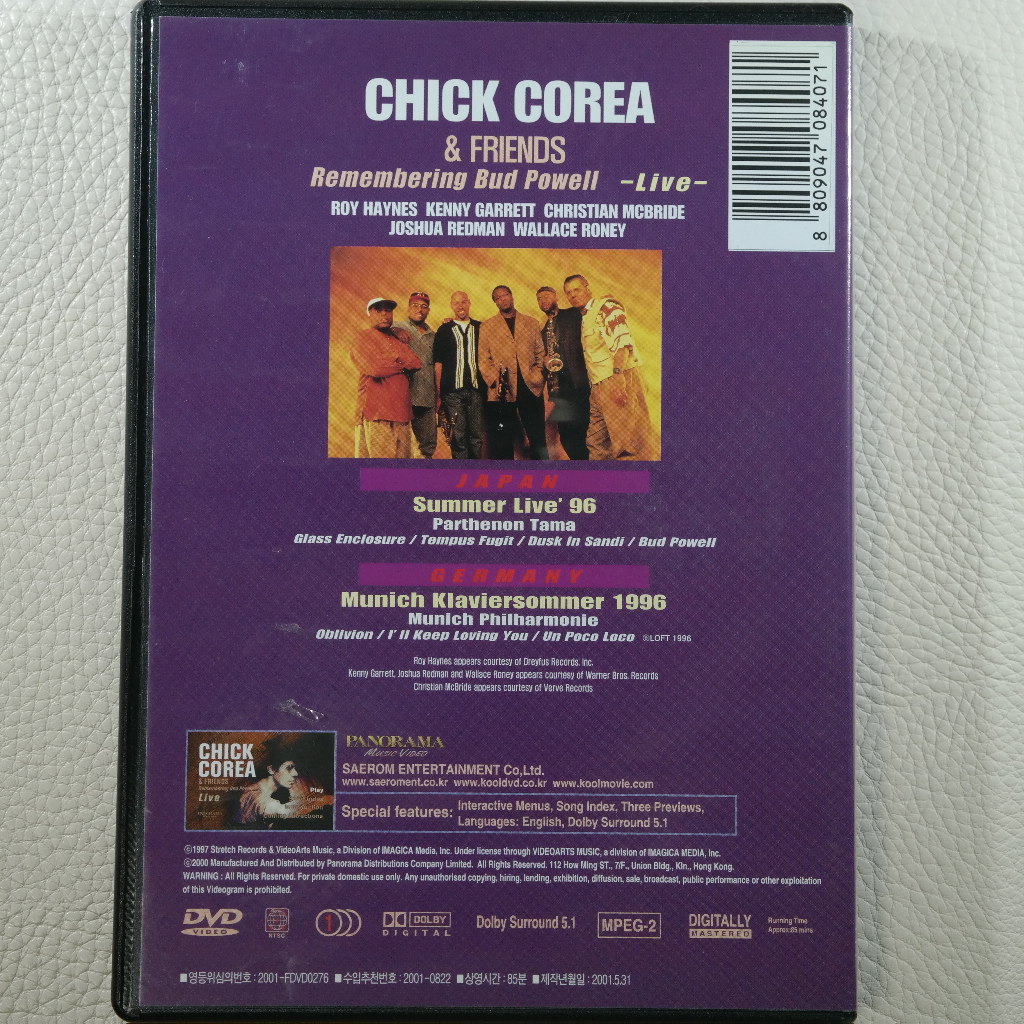 CHICK COREA
& FRIENDS
Remembering Bud Powell -Live-
ROY HAYNES KENNY GARRETT CHRISTIAN MCBRIDE
JOSHUA REDMAN WALLACE RONEY
8 809047 084071
JAPAN
Summer Live' 96
Parthenon Tama
Glass Enclosure / Tempus Fugit / Dusk In Sandi / Bud Powell
GERMANY
Munich Klaviersommer 1996
Munich Philharmonie
Oblivion / I' ll Keep Loving You / Un Poco Loco ®LOFT 1996
Roy Haynes appears courtesy of Dreyfus Records. Inc.
Kenny Garrett, Joshua Redman and Wallace Roney appears courtesy of Warner Bros. Records
Christian McBride appears courtesy of Verve Records
CHICK
COREA
& FRIENDS
Remembering Bud Powell
Live
Play
PANORAMA
MUSIC VIDEO
SAEROM ENTERTAINMENT Co,Ltd.
www.saeroment.co.kr www.kooldvd.co.kr www.koolmovie.com
Special features: Interactive Menus, Song Index, Three Previews,
Languages: English, Dolby Surround 5.1
ⓟ1997 Stretch Records & VideoArts Music, a Division of IMAGICA Media, Inc. Under license through VIDEOARTS MUSIC, a division of IMAGICA MEDIA, Inc.
ⓒ2000 Manufactured And Distributed by Panorama Distributions Company Limited. All Rights Reserved. 112 How Ming ST., 7/F., Union Bldg., Kln., Hong Kong.
WARNING : All Rights Reserved. For private domestic use only. Any unauthorised copying, hiring, lending, exhibition, diffusion, sale, broadcast, public performance or other exploitation
of this Videogram is prohibited.
DVD VIDEO
NTSC
1
DOLBY DIGITAL
Dolby Surround 5.1
MPEG-2
DIGITALLY MASTERED
Running Time
Approx:85 mins
■영등위심의번호 : 2001-FDVD0276 ■수입추천번호 : 2001-0822 ■상영시간 : 85분 ■제작년월일 : 2001.5.31